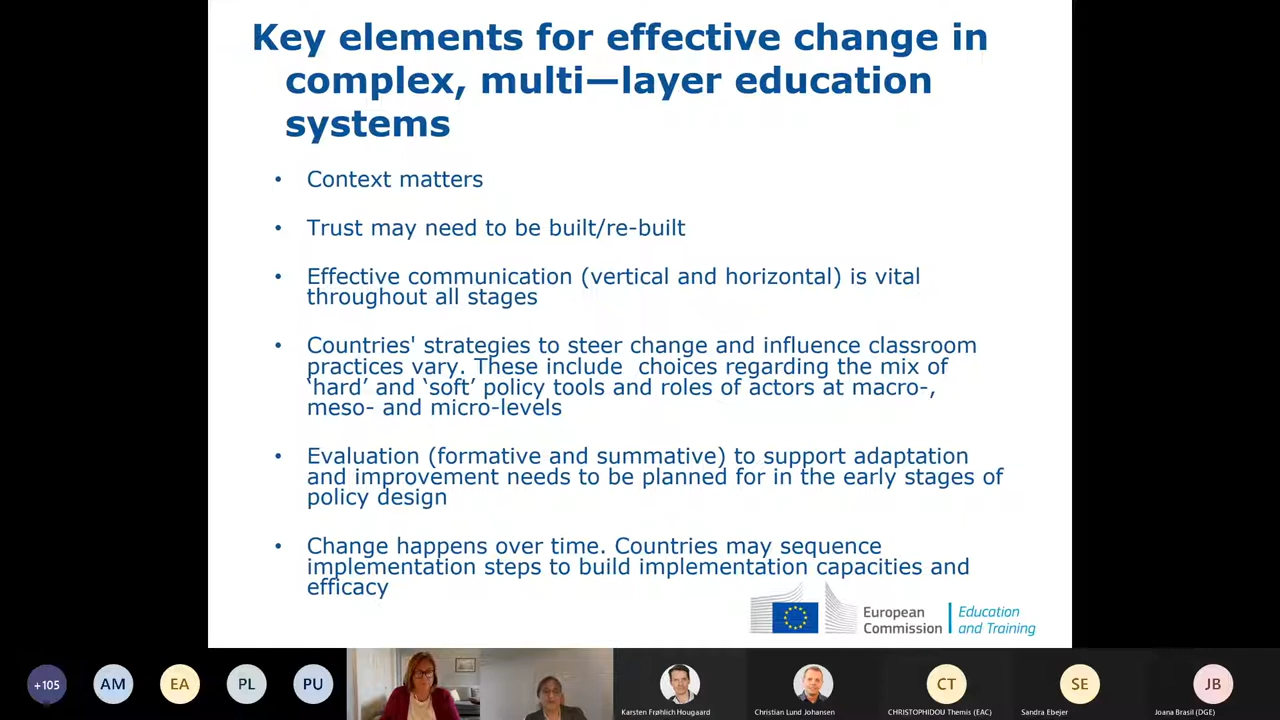 Key elements for effective change in
complex, multi—layer education
systems
• Context matters
• Trust may need to be built/re-built
• Effective communication (vertical and horizontal) is vital
throughout all stages
• Countries' strategies to steer change and influence classroom
practices vary. These include  choices regarding the mix of
‘hard’ and ‘soft’ policy tools and roles of actors at macro-,
meso- and micro-levels
• Evaluation (formative and summative) to support adaptation
and improvement needs to be planned for in the early stages of
policy design
• Change happens over time. Countries may sequence
implementation steps to build implementation capacities and
efficacy
European
Commission
Education
and Training
+105
AM
EA
PL
PU
Karsten Frøhlich Hougaard
Christian Lund Johansen
CT
CHRISTOPHIDOU Themis (EAC)
SE
Sandra Ebejer
JB
Joana Brasil (DGE)